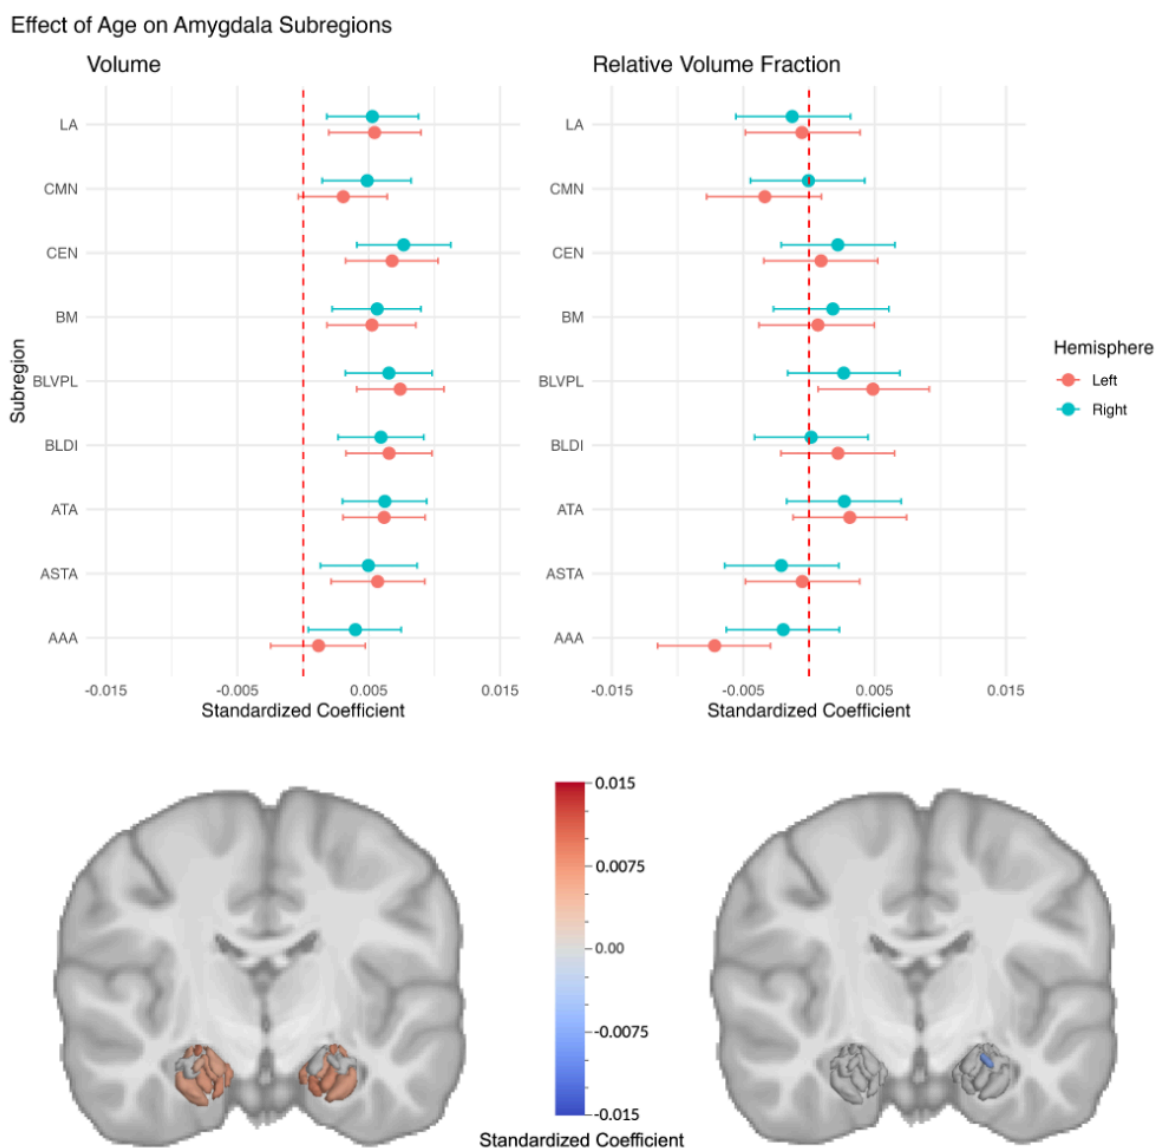 Effect of Age on Amygdala Subregions
Volume
Relative Volume Fraction
Subregion
LA
CMN
CEN
BM
BLVPL
BLDI
ATA
ASTA
AAA
-0.015
-0.005
0.005
0.015
Standardized Coefficient
LA
CMN
CEN
BM
BLVPL
BLDI
ATA
ASTA
AAA
-0.015
-0.005
0.005
0.015
Standardized Coefficient
Hemisphere
Left
Right
0.015
0.0075
0.00
-0.0075
-0.015
Standardized Coefficient